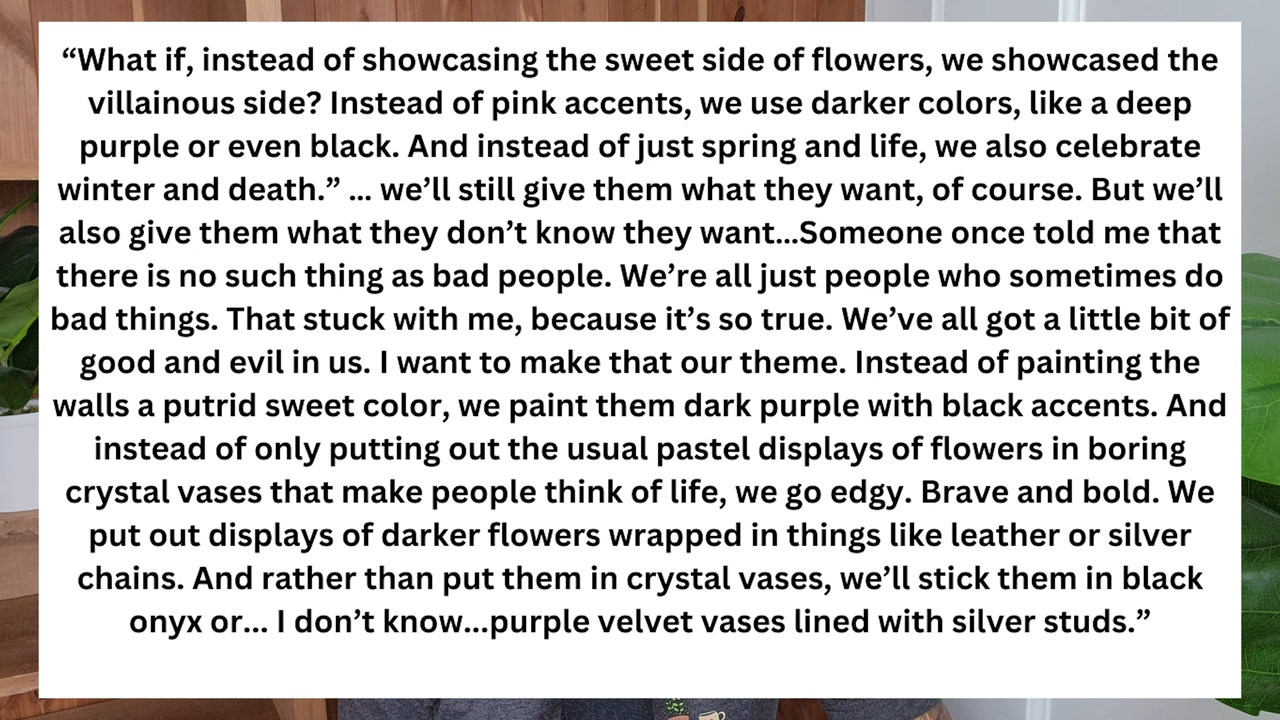 “What if, instead of showcasing the sweet side of flowers, we showcased the
villainous side? Instead of pink accents, we use darker colors, like a deep
purple or even black. And instead of just spring and life, we also celebrate
winter and death.” ... we’ll still give them what they want, of course. But we’ll
also give them what they don’t know they want...Someone once told me that
there is no such thing as bad people. We’re all just people who sometimes do
bad things. That stuck with me, because it’s so true. We’ve all got a little bit of
good and evil in us. I want to make that our theme. Instead of painting the
walls a putrid sweet color, we paint them dark purple with black accents. And
instead of only putting out the usual pastel displays of flowers in boring
crystal vases that make people think of life, we go edgy. Brave and bold. We
put out displays of darker flowers wrapped in things like leather or silver
chains. And rather than put them in crystal vases, we’ll stick them in black
onyx or... I don’t know...purple velvet vases lined with silver studs.”